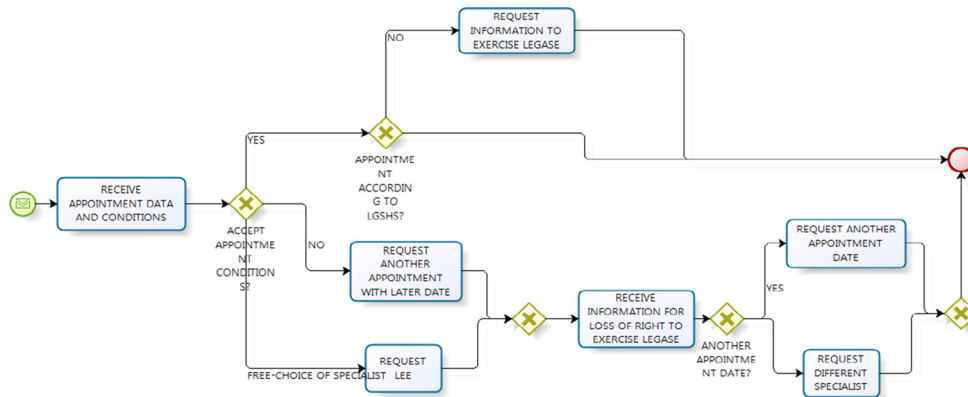 REQUEST
INFORMATION TO
EXERCISE LEGASE
NO
YES
APPOINTME
NT
ACCORDIN
G TO
LGSHS?
RECEIVE
APPOINTMENT DATA
AND CONDITIONS
ACCEPT
APPOINTME
NT
CONDITION
S?
NO
REQUEST
ANOTHER
APPOINTMENT
WITH LATER DATE
FREE-CHOICE OF SPECIALIST
REQUEST
LEE
RECEIVE
INFORMATION FOR
LOSS OF RIGHT TO
EXERCISE LEGASE
ANOTHER
APPOINTME
NT DATE?
YES
REQUEST ANOTHER
APPOINTMENT
DATE
REQUEST
DIFFERENT
SPECIALIST